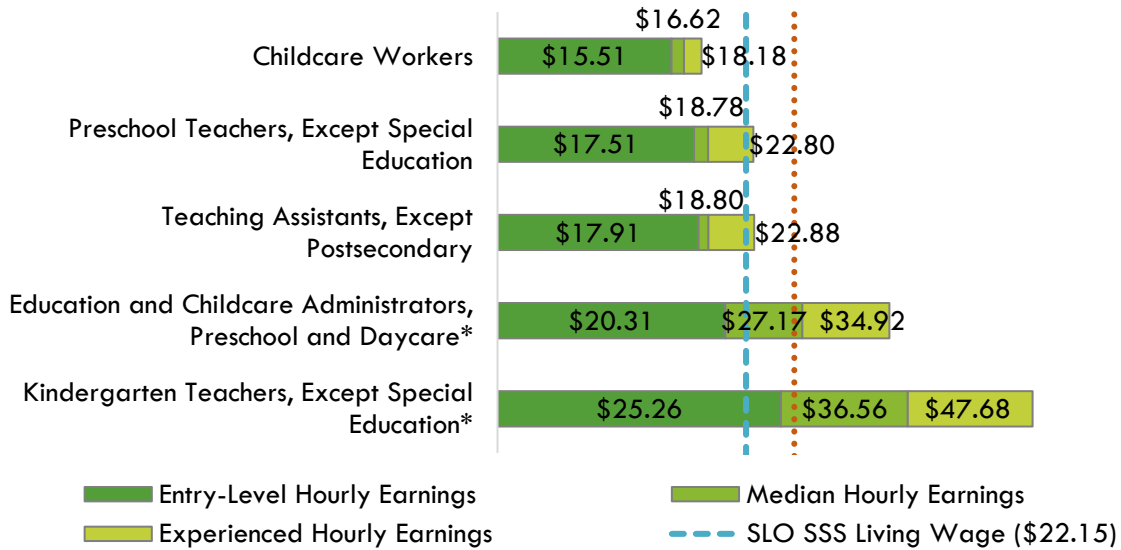 $16.62
Childcare Workers
$15.51
$18.18
$18.78
Preschool Teachers, Except Special
Education
$17.51
$22.80
$18.80
Teaching Assistants, Except
Postsecondary
$17.91
$22.88
Education and Childcare Administrators,
Preschool and Daycare*
$20.31
$27.17
$34.92
Kindergarten Teachers, Except Special
Education*
$25.26
$36.56
$47.68
Entry-Level Hourly Earnings
Median Hourly Earnings
Experienced Hourly Earnings
SLO SSS Living Wage ($22.15)